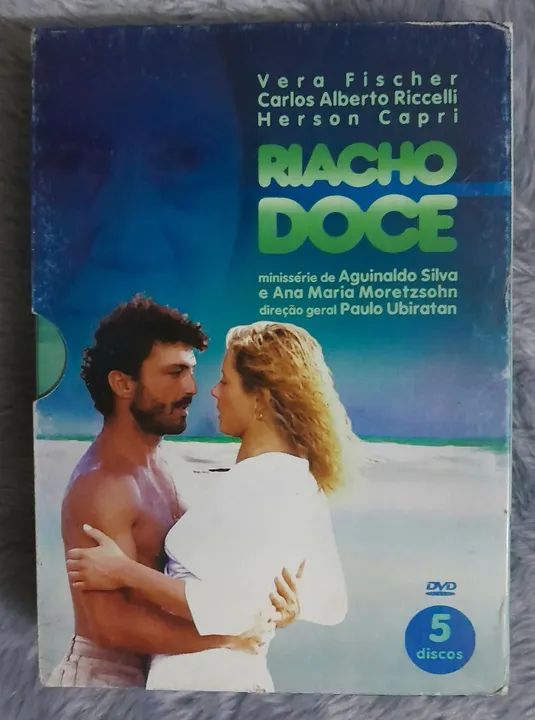 Vera Fischer
Carlos Alberto Riccelli
Herson Capri
RIACHO
DOCE
minissérie de Aguinaldo Silva
e Ana Maria Moretzsohn
direção geral Paulo Ubiratan
DVD
5
discos